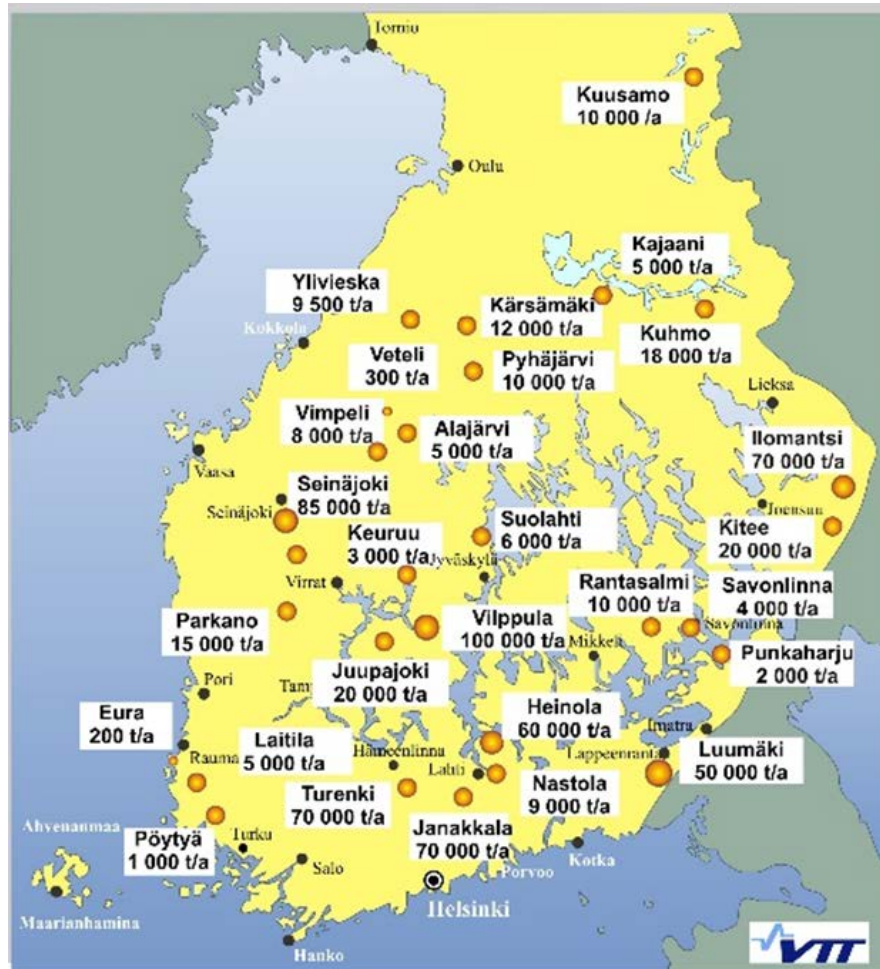 Tornio
Kuusamo
10 000 /a
Oulu
Kajaani
5 000 t/a
Ylivieska
9 500 t/a
Kärsämäki
12 000 t/a
Kokkola
Kuhmo
18 000 t/a
Veteli
300 t/a
Pyhäjärvi
10 000 t/a
Lieksa
Vimpeli
8 000 t/a
Alajärvi
5 000 t/a
Ilomantsi
70 000 t/a
Vaasa
Seinäjoki
85 000 t/a
Seinäjoki
Suolahti
6 000 t/a
Joensuu
Keuruu
3 000 t/a
Kitee
20 000 t/a
Jyväskylä
Virrat
Rantasalmi
10 000 t/a
Savonlinna
4 000 t/a
Savonlinna
Parkano
15 000 t/a
Vilppula
100 000 t/a
Mikkeli
Punkaharju
2 000 t/a
Juupajoki
20 000 t/a
Pori
Tamp
Eura
200 t/a
Heinola
60 000 t/a
Imatra
Laitila
5 000 t/a
Rauma
Hämeenlinna
Lappeenranta
Luumäki
50 000 t/a
Lahti
Turenki
70 000 t/a
Nastola
9 000 t/a
Janakkala
70 000 t/a
Ahvenanmaa
Pöytyä
1 000 t/a
Turku
Kotka
Salo
Porvoo
Helsinki
Maarianhamina
Hanko
VTT